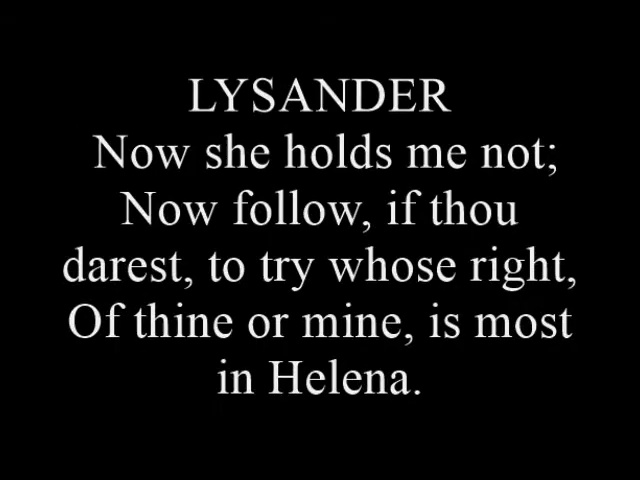 LYSANDER
Now she holds me not;
Now follow, if thou
darest, to try whose right,
Of thine or mine, is most
in Helena.